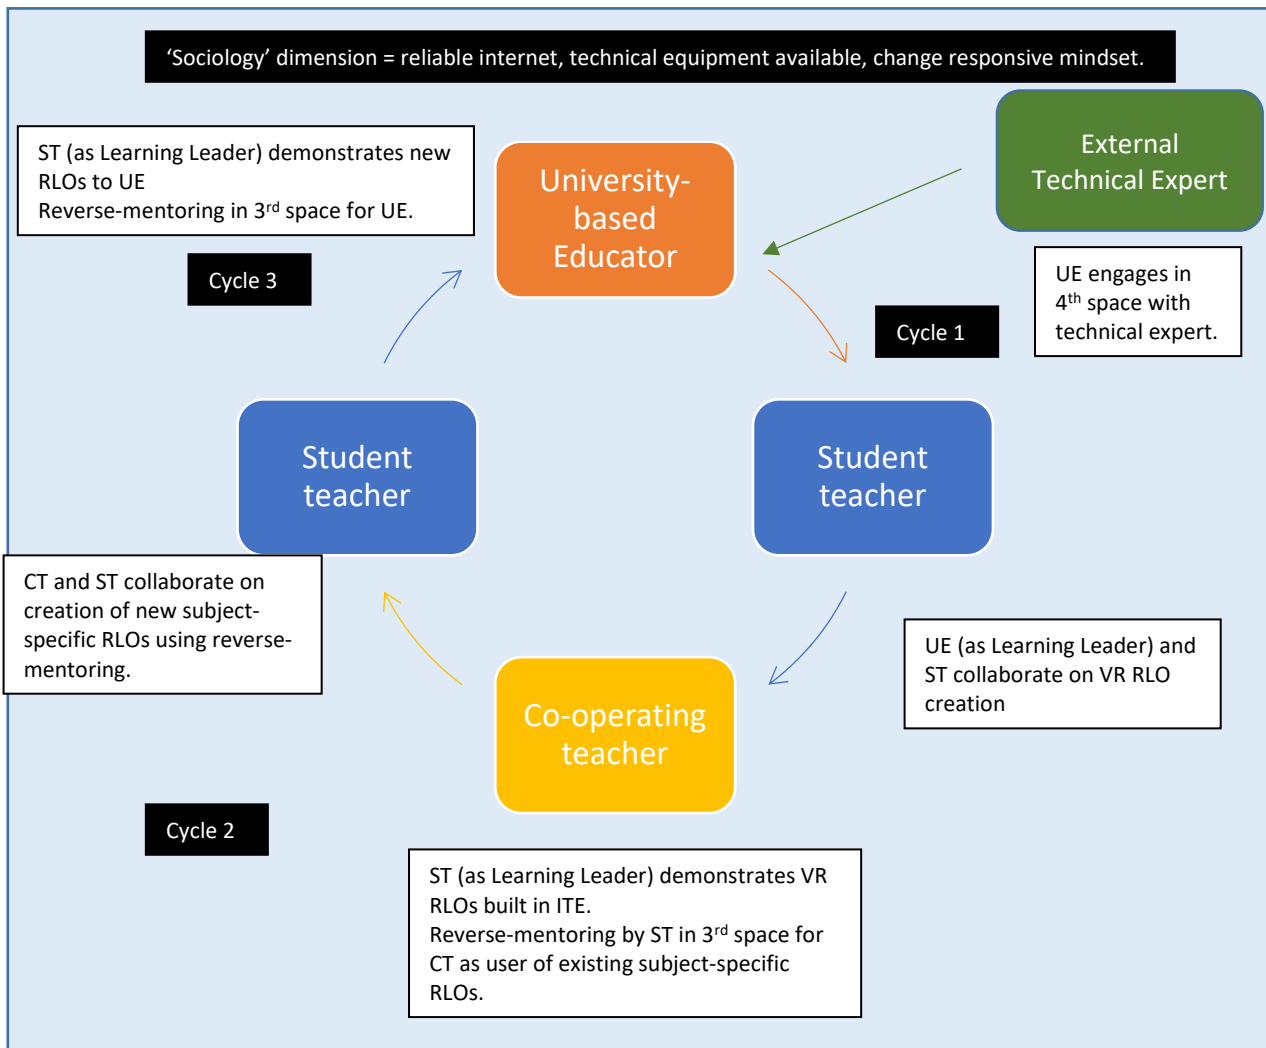 ‘Sociology’ dimension = reliable internet, technical equipment available, change responsive mindset.
ST (as Learning Leader) demonstrates new
RLOs to UE
Reverse-mentoring in 3rd space for UE.
University-
based
Educator
External
Technical Expert
Cycle 3
UE engages in
4th space with
technical expert.
Cycle 1
Student
teacher
Student
teacher
CT and ST collaborate on
creation of new subject-
specific RLOs using reverse-
mentoring.
UE (as Learning Leader) and
ST collaborate on VR RLO
creation
Co-operating
teacher
Cycle 2
ST (as Learning Leader) demonstrates VR
RLOs built in ITE.
Reverse-mentoring by ST in 3rd space for
CT as user of existing subject-specific
RLOs.